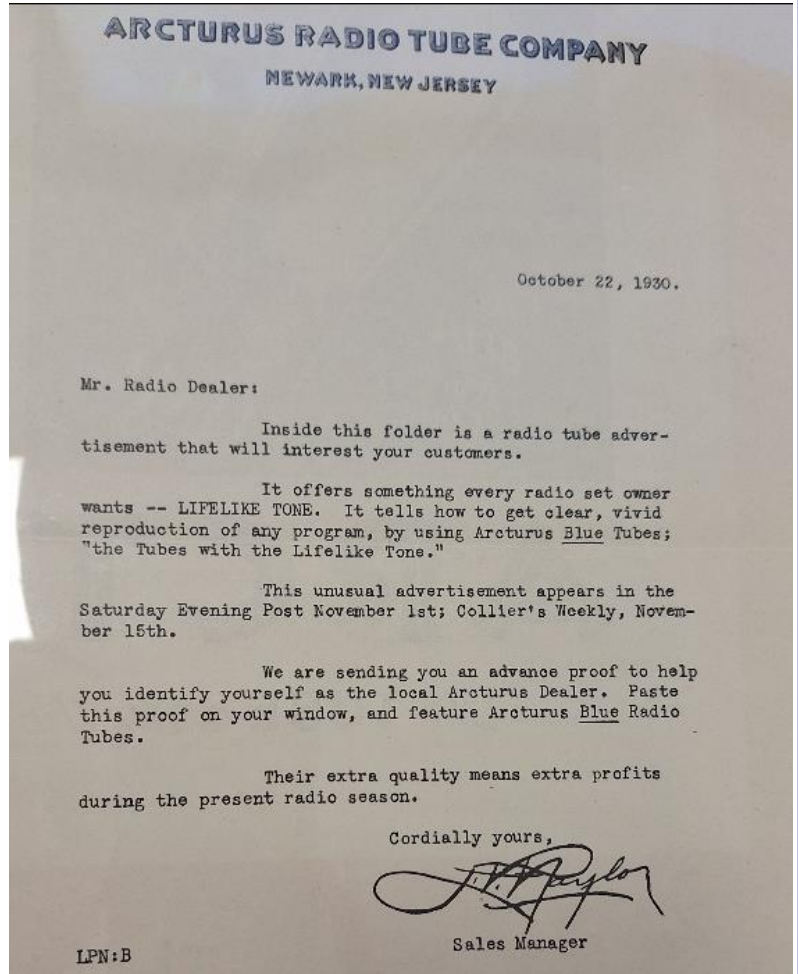 ARCTURUS RADIO TUBE COMPANY
NEWARK, NEW JERSEY
October 22, 1930.
Mr. Radio Dealer:
Inside this folder is a radio tube adver-
tisement that will interest your customers.
It offers something every radio set owner
wants -- LIFELIKE TONE. It tells how to get clear, vivid
reproduction of any program, by using Arcturus Blue Tubes;
"the Tubes with the Lifelike Tone."
This unusual advertisement appears in the
Saturday Evening Post November 1st; Collier's Weekly, Novem-
ber 15th.
We are sending you an advance proof to help
you identify yourself as the local Arcturus Dealer. Paste
this proof on your window, and feature Arcturus Blue Radio
Tubes.
Their extra quality means extra profits
during the present radio season.
Cordially yours,
L.P. Naylor
Sales Manager
LPN:B